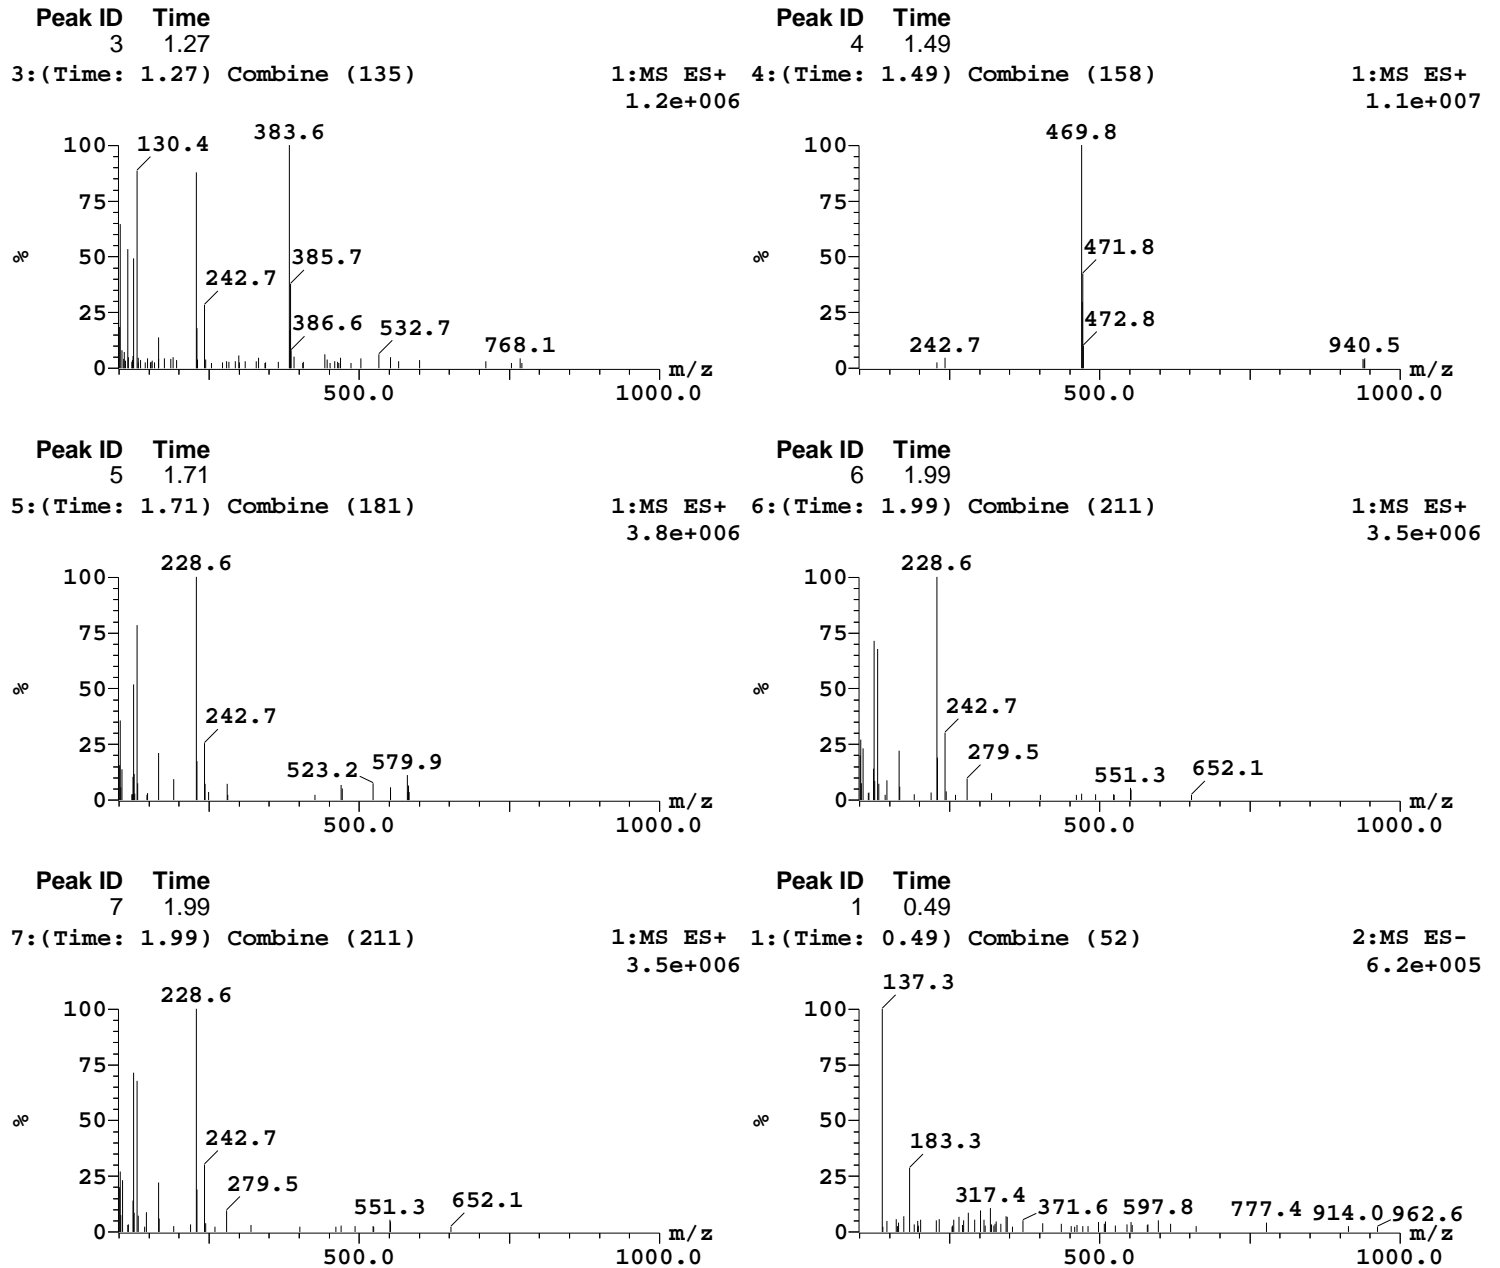 Peak ID Time
3 1.27
3:(Time: 1.27) Combine (135) 1:MS ES+
1.2e+006
383.6
100 130.4
75
% 50 385.7
242.7
25 386.6 532.7
768.1
0 m/z
500.0 1000.0
Peak ID Time
4 1.49
4:(Time: 1.49) Combine (158) 1:MS ES+
1.1e+007
469.8
100
75
% 50 471.8
25 472.8
242.7 940.5
0 m/z
500.0 1000.0
Peak ID Time
5 1.71
5:(Time: 1.71) Combine (181) 1:MS ES+
3.8e+006
228.6
100
75
% 50
242.7
25
523.2 579.9
0 m/z
500.0 1000.0
Peak ID Time
6 1.99
6:(Time: 1.99) Combine (211) 1:MS ES+
3.5e+006
228.6
100
75
% 50
242.7
25 279.5
551.3 652.1
0 m/z
500.0 1000.0
Peak ID Time
7 1.99
7:(Time: 1.99) Combine (211) 1:MS ES+
3.5e+006
228.6
100
75
% 50
242.7
25 279.5
551.3 652.1
0 m/z
500.0 1000.0
Peak ID Time
1 0.49
1:(Time: 0.49) Combine (52) 2:MS ES-
6.2e+005
137.3
100
75
% 50
183.3
25
317.4 371.6 597.8 777.4 914.0 962.6
0 m/z
500.0 1000.0